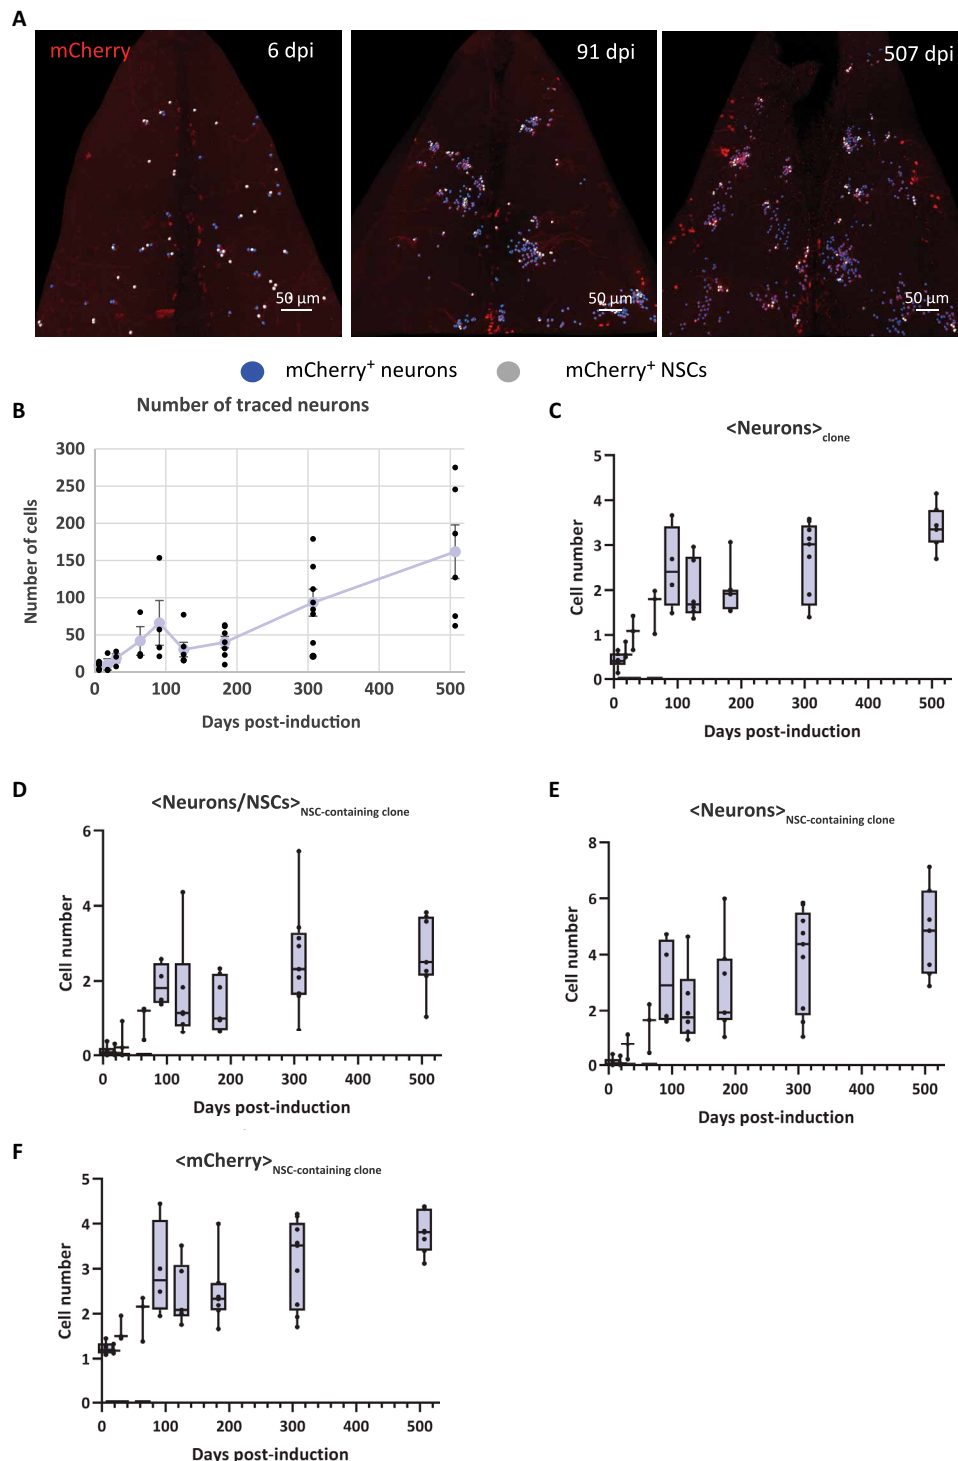 A
mCherry 6 dpi 91 dpi 507 dpi
50 µm 50 µm 50 µm
mCherry+ neurons mCherry+ NSCs
B Number of traced neurons
300
250
200
150
100
50
0
Number of cells
0 100 200 300 400 500
Days post-induction
C <Neurons>clone
5
4
3
2
1
0
Cell number
0 100 200 300 400 500
Days post-induction
D <Neurons/NSCs>NSC-containing clone
6
4
2
0
Cell number
0 100 200 300 400 500
Days post-induction
E <Neurons>NSC-containing clone
8
6
4
2
0
Cell number
0 100 200 300 400 500
Days post-induction
F <mCherry>NSC-containing clone
5
4
3
2
1
0
Cell number
0 100 200 300 400 500
Days post-induction